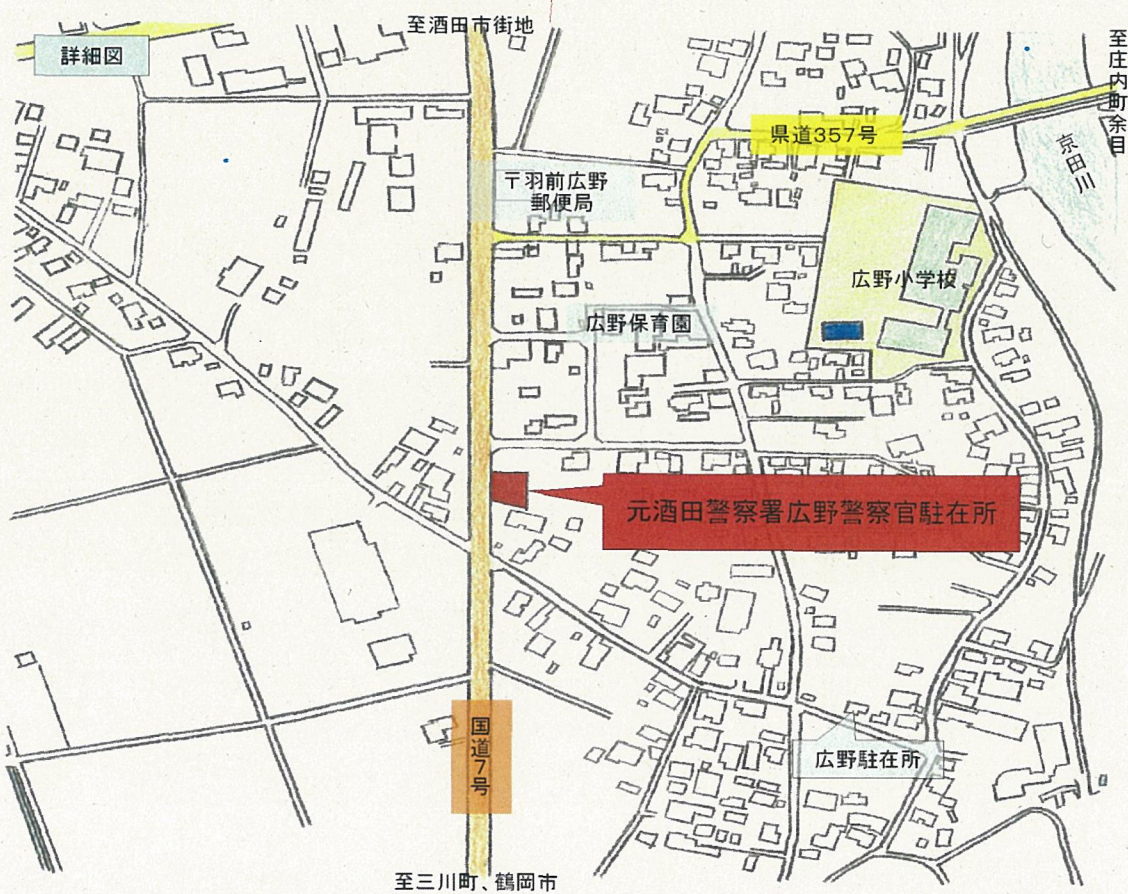 至酒田市街地
詳細図
至庄内町余目
県道357号
京田川
〒羽前広野
郵便局
広野小学校
広野保育園
元酒田警察署広野警察官駐在所
国道7号
広野駐在所
至三川町、鶴岡市